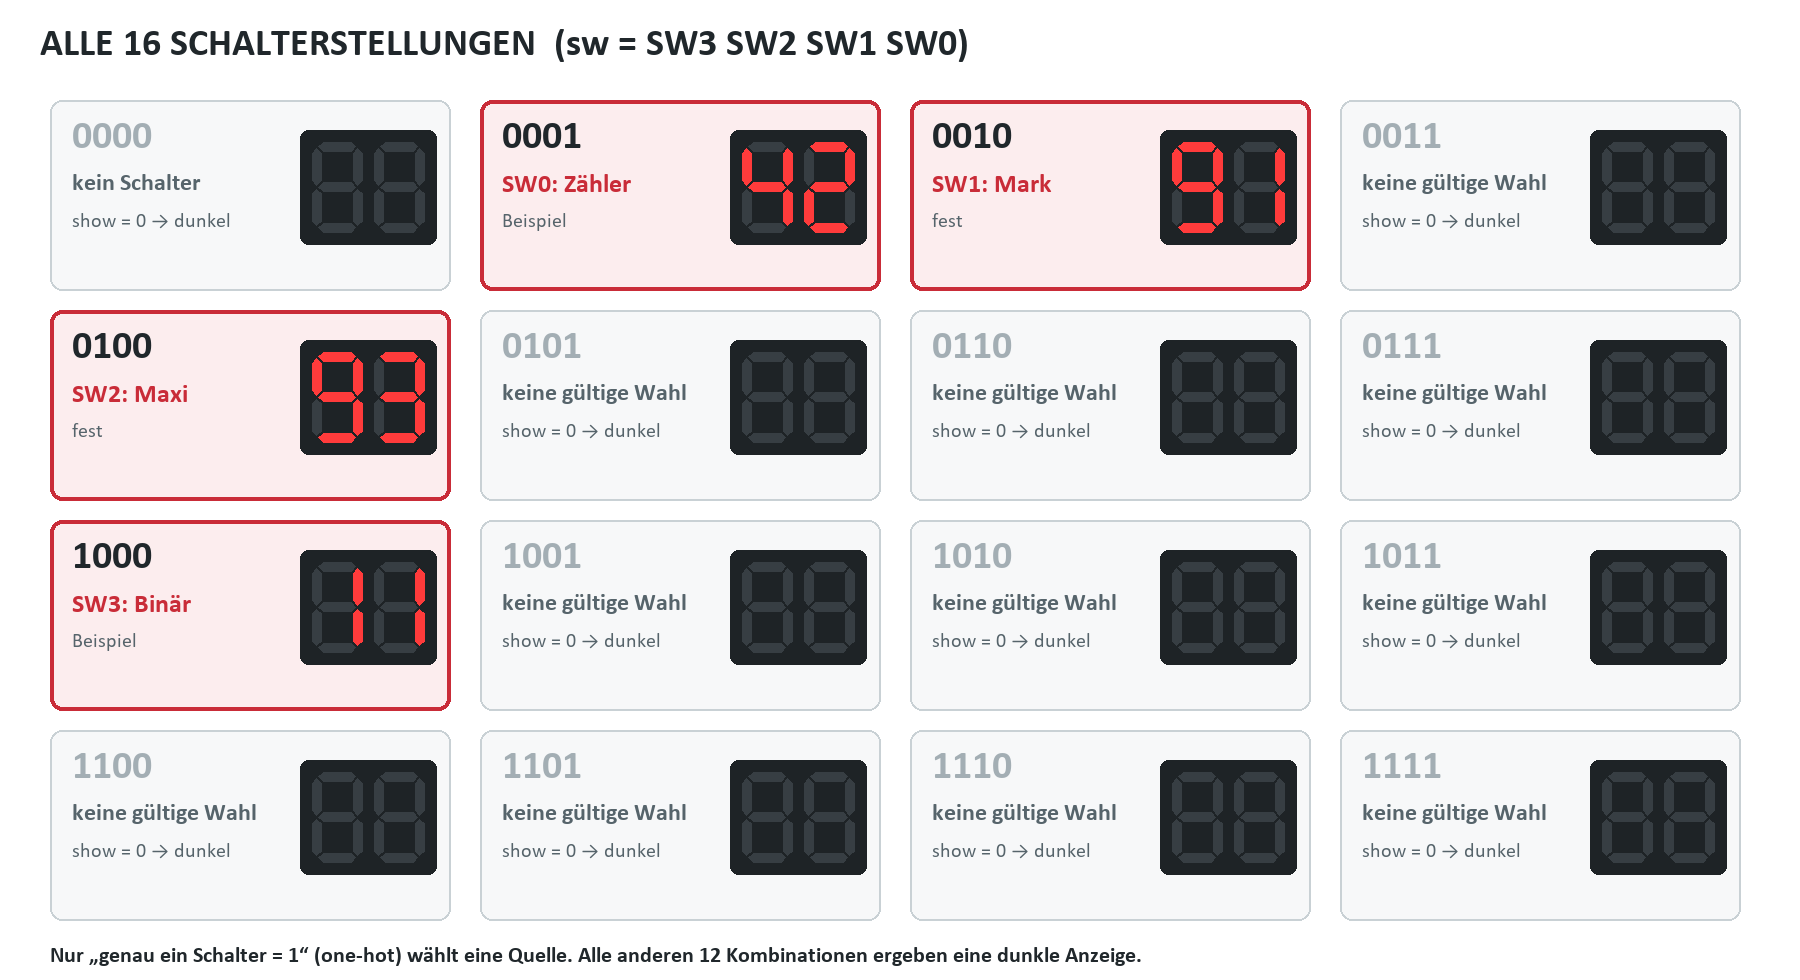 ALLE 16 SCHALTERSTELLUNGEN (sw = SW3 SW2 SW1 SW0)
0000
kein Schalter
show = 0 → dunkel
0001
SW0: Zähler
Beispiel
42
0010
SW1: Mark
fest
91
0011
keine gültige Wahl
show = 0 → dunkel
0100
SW2: Maxi
fest
93
0101
keine gültige Wahl
show = 0 → dunkel
0110
keine gültige Wahl
show = 0 → dunkel
0111
keine gültige Wahl
show = 0 → dunkel
1000
SW3: Binär
Beispiel
11
1001
keine gültige Wahl
show = 0 → dunkel
1010
keine gültige Wahl
show = 0 → dunkel
1011
keine gültige Wahl
show = 0 → dunkel
1100
keine gültige Wahl
show = 0 → dunkel
1101
keine gültige Wahl
show = 0 → dunkel
1110
keine gültige Wahl
show = 0 → dunkel
1111
keine gültige Wahl
show = 0 → dunkel
Nur „genau ein Schalter = 1“ (one-hot) wählt eine Quelle. Alle anderen 12 Kombinationen ergeben eine dunkle Anzeige.